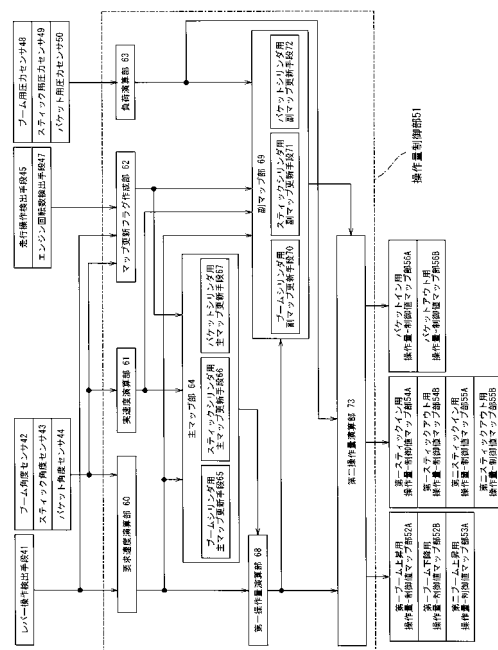 レバー操作検出手段41
ブーム角度センサ42
スティック角度センサ43
バケット角度センサ44
走行操作検出手段45
エンジン回転数検出手段47
ブーム用圧力センサ48
スティック用圧力センサ49
バケット用圧力センサ50
要求速度演算部 60
実速度演算部 61
マップ更新フラグ作成部 62
負荷演算部 63
主マップ部 64
ブームシリンダ用
主マップ更新手段65
スティックシリンダ用
主マップ更新手段66
バケットシリンダ用
主マップ更新手段67
第一操作量演算部 68
副マップ部 69
ブームシリンダ用
副マップ更新手段70
スティックシリンダ用
副マップ更新手段71
バケットシリンダ用
副マップ更新手段72
第二操作量演算部 73
操作量制御部51
第一ブーム上昇用
操作量-制御値マップ部52A
第一ブーム下降用
操作量-制御値マップ部52B
第二ブーム上昇用
操作量-制御値マップ部53A
第一スティックイン用
操作量-制御値マップ部54A
第一スティックアウト用
操作量-制御値マップ部54B
第二スティックイン用
操作量-制御値マップ部55A
第二スティックアウト用
操作量-制御値マップ部55B
バケットイン用
操作量-制御値マップ部56A
バケットアウト用
操作量-制御値マップ部56B